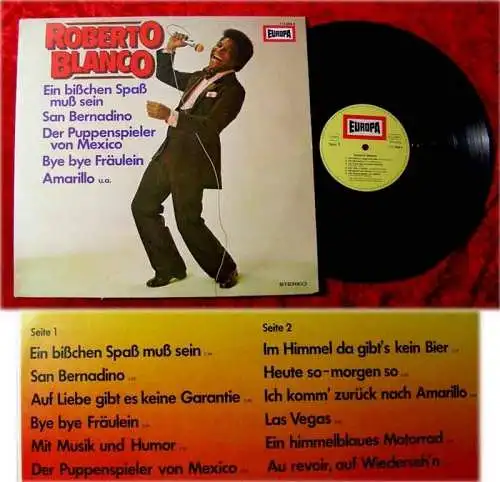 ROBERTO
BLANCO
EUROPA
Ein bißchen Spaß
muß sein
San Bernadino
Der Puppenspieler
von Mexico
Bye bye Fräulein
Amarillo u.a.
STEREO
EUROPA
Seite 1
Ein bißchen Spaß muß sein
San Bernadino
Auf Liebe gibt es keine Garantie
Bye bye Fräulein
Mit Musik und Humor
Der Puppenspieler von Mexico
Seite 2
Im Himmel da gibt's kein Bier
Heute so-morgen so
Ich komm' zurück nach Amarillo
Las Vegas
Ein himmelblaues Motorrad
Au revoir, auf Wiederseh'n